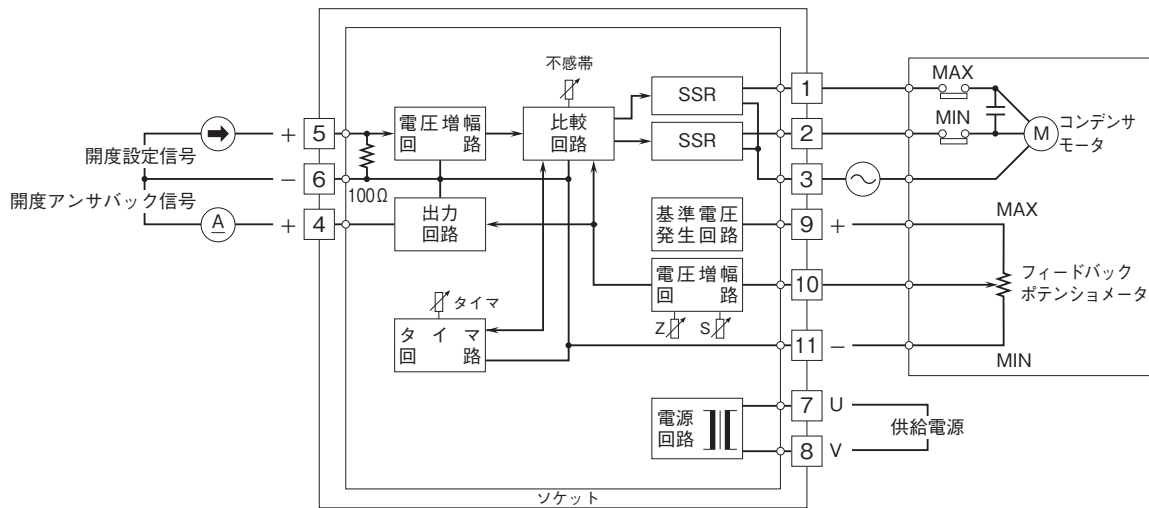 不感帯
開度設定信号
+ 5
− 6
開度アンサバック信号
A + 4
100Ω
電圧増幅
回路
比較
回路
SSR
SSR
出力
回路
タイマ
タイマ
回路
基準電圧
発生回路
電圧増幅
回路
Z S
電源
回路
1
2
3
9 +
10
11 −
7 U
8 V
供給電源
MAX
MIN
M
コンデンサ
モータ
MAX
フィードバック
ポテンショメータ
MIN
ソケット